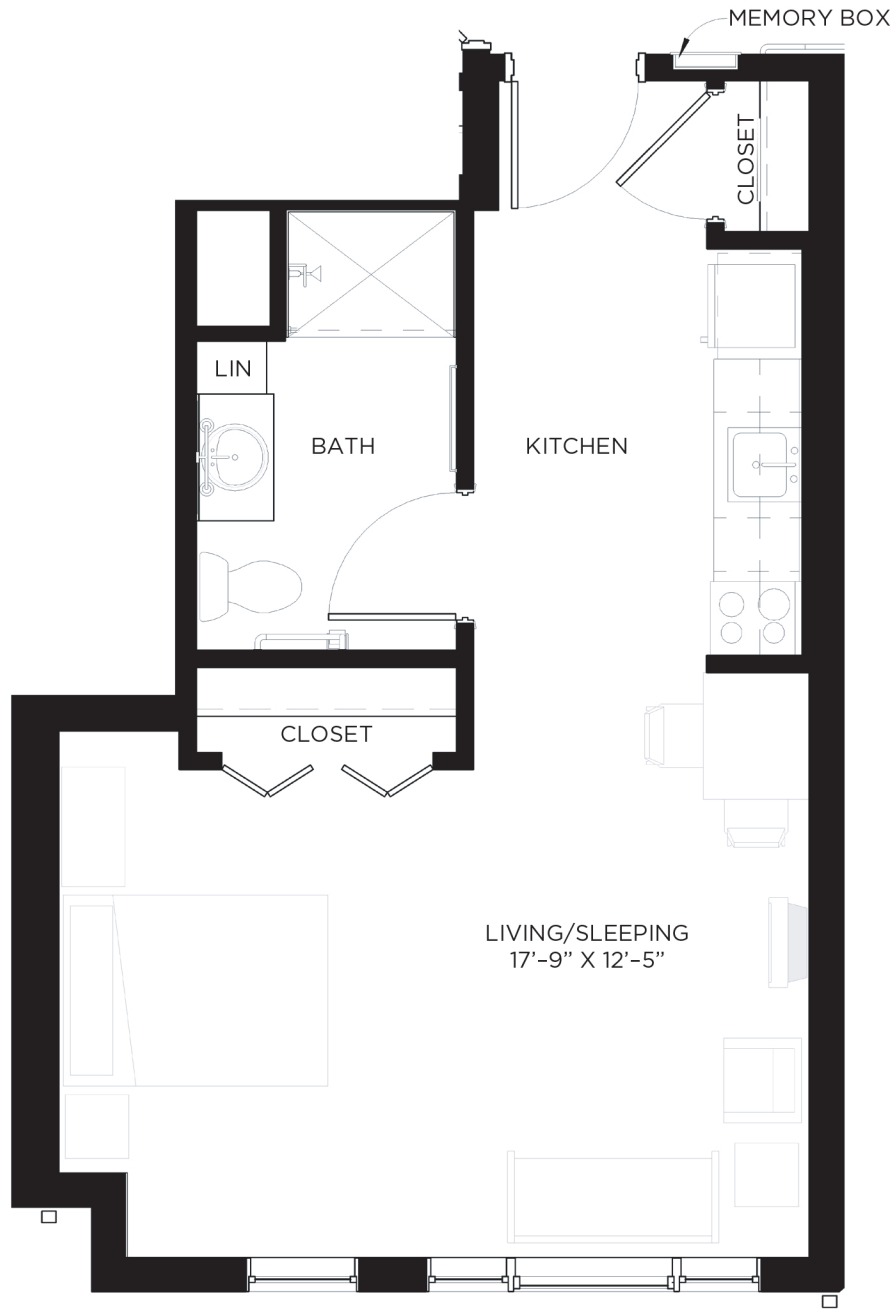 MEMORY BOX
CLOSET
LIN
BATH
KITCHEN
CLOSET
LIVING/SLEEPING
17’–9” X 12’–5”